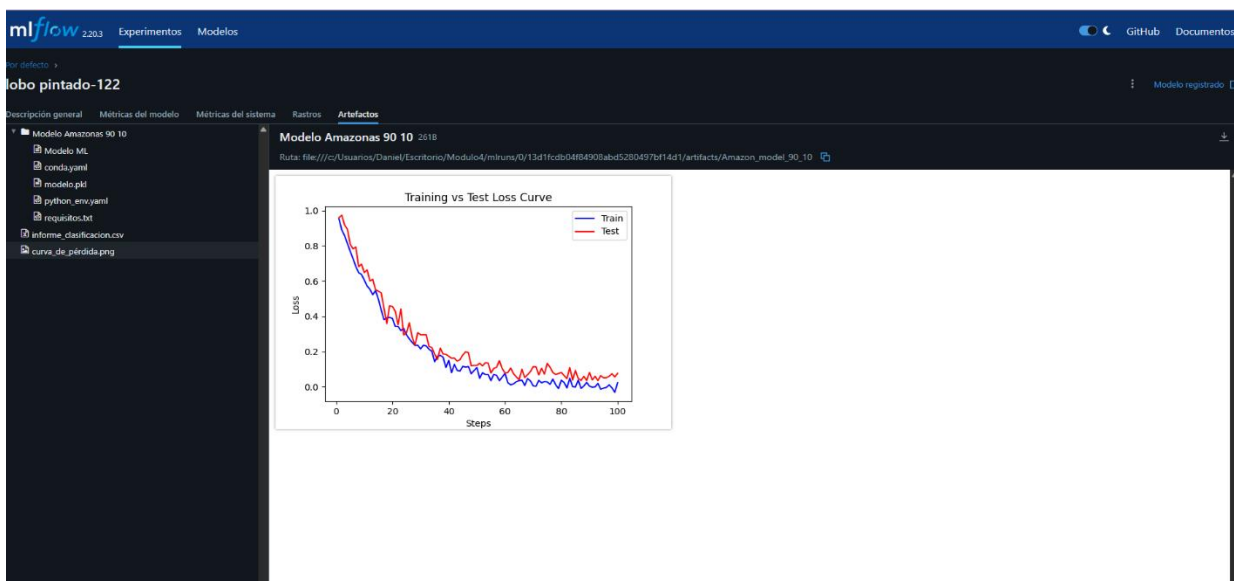 mlflow 2.20.3 Experimentos Modelos GitHub Documentos
Por defecto >
lobo pintado-122
Modelo registrado
Descripción general Métricas del modelo Métricas del sistema Rastros Artefactos
Modelo Amazonas 90 10
Modelo ML
conda.yaml
modelo.pkl
python_env.yaml
requisitos.txt
informe_clasificacion.csv
curva_de_pérdida.png
Modelo Amazonas 90 10 261B
Ruta: file:///c:/Usuarios/Daniel/Escritorio/Modulo4/mlruns/0/13d1fcdb04f84908abd5280497bf14d1/artifacts/Amazon_model_90_10
Training vs Test Loss Curve
Train
Test
1.0
0.8
0.6
0.4
0.2
0.0
Loss
0 20 40 60 80 100
Steps